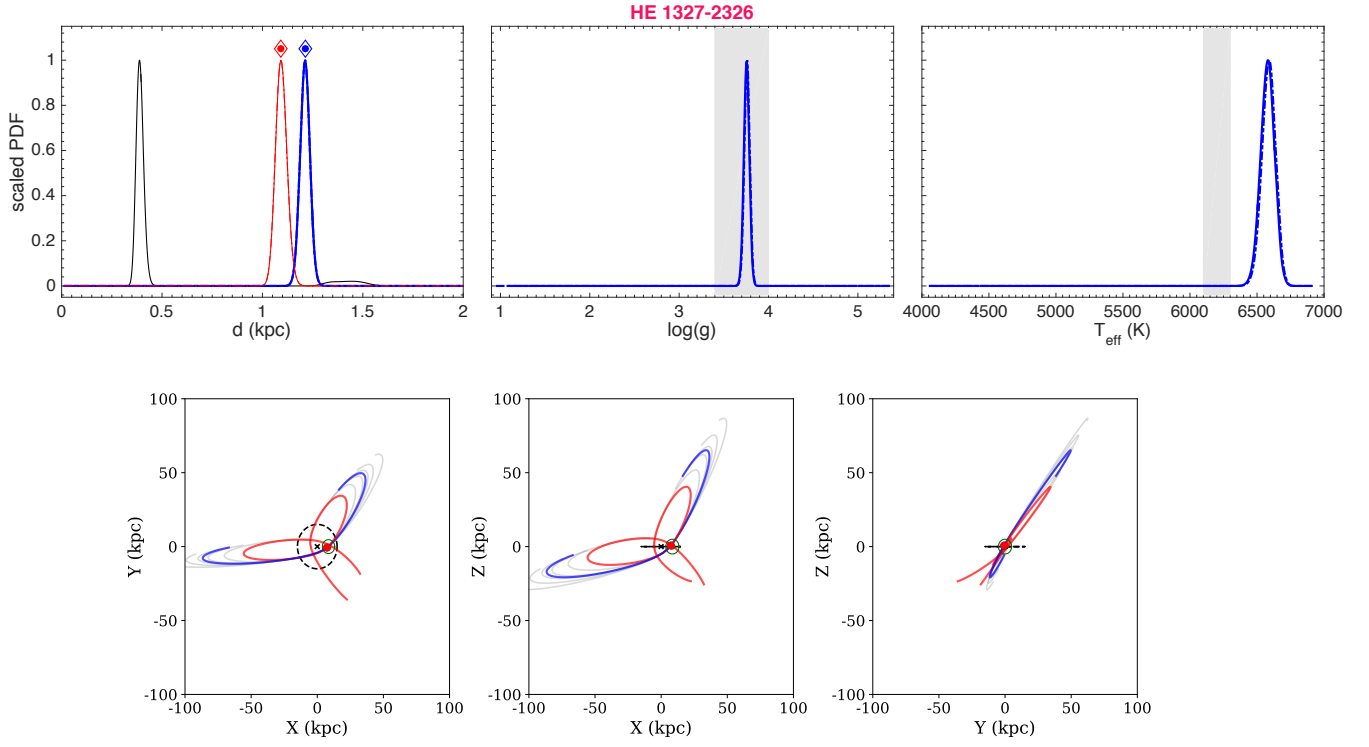 HE 1327-2326
scaled PDF
1
0.8
0.6
0.4
0.2
0
0 0.5 1 1.5 2
d (kpc)
1 2 3 4 5
log(g)
4000 4500 5000 5500 6000 6500 7000
T_eff (K)
Y (kpc)
100
50
0
-50
-100
-100 -50 0 50 100
X (kpc)
Z (kpc)
100
50
0
-50
-100
-100 -50 0 50 100
X (kpc)
Z (kpc)
100
50
0
-50
-100
-100 -50 0 50 100
Y (kpc)